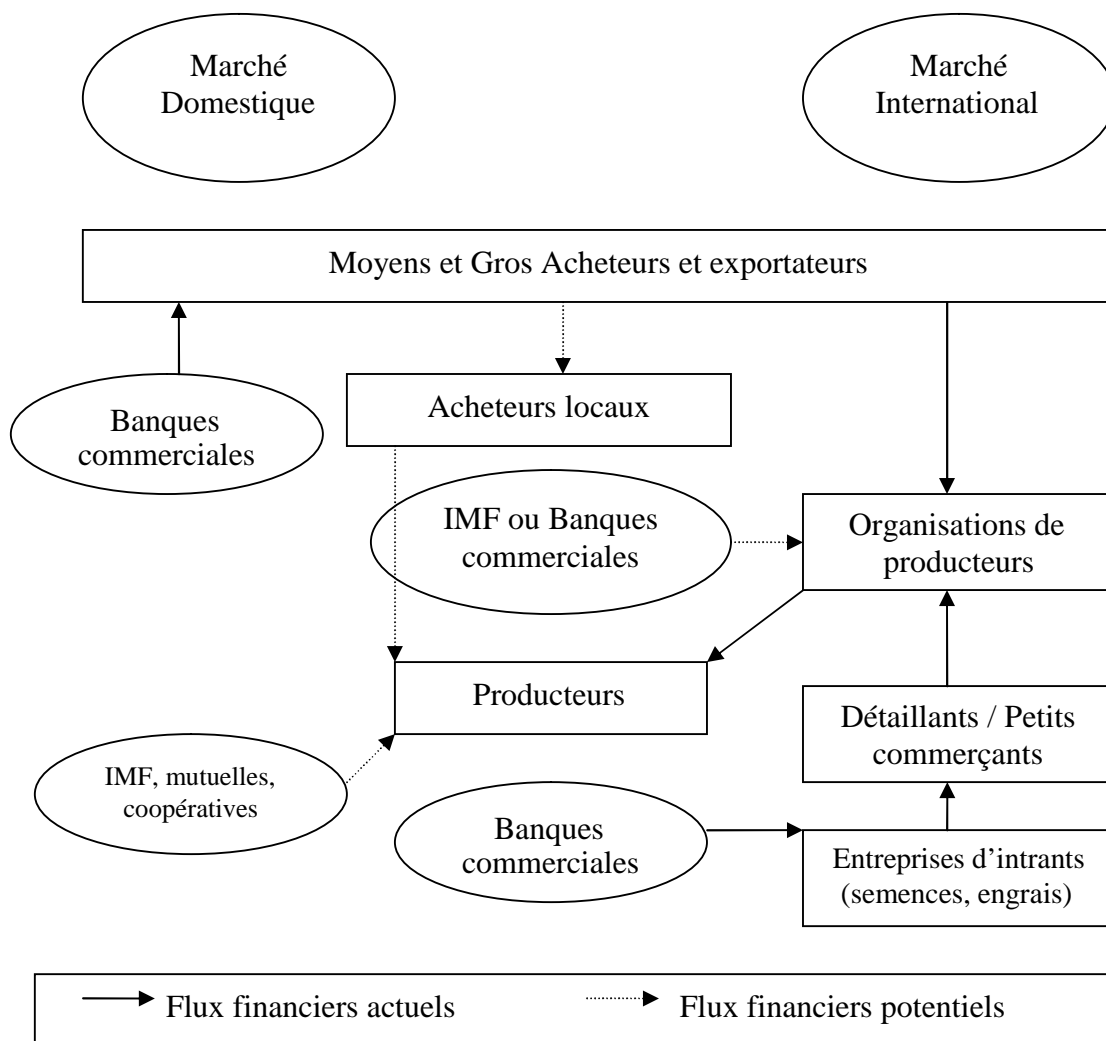 Marché
Domestique
Marché
International
Moyens et Gros Acheteurs et exportateurs
Banques
commerciales
Acheteurs locaux
IMF ou Banques
commerciales
Organisations de
producteurs
Producteurs
Détaillants / Petits
commerçants
IMF, mutuelles,
coopératives
Banques
commerciales
Entreprises d’intrants
(semences, engrais)
Flux financiers actuels
Flux financiers potentiels